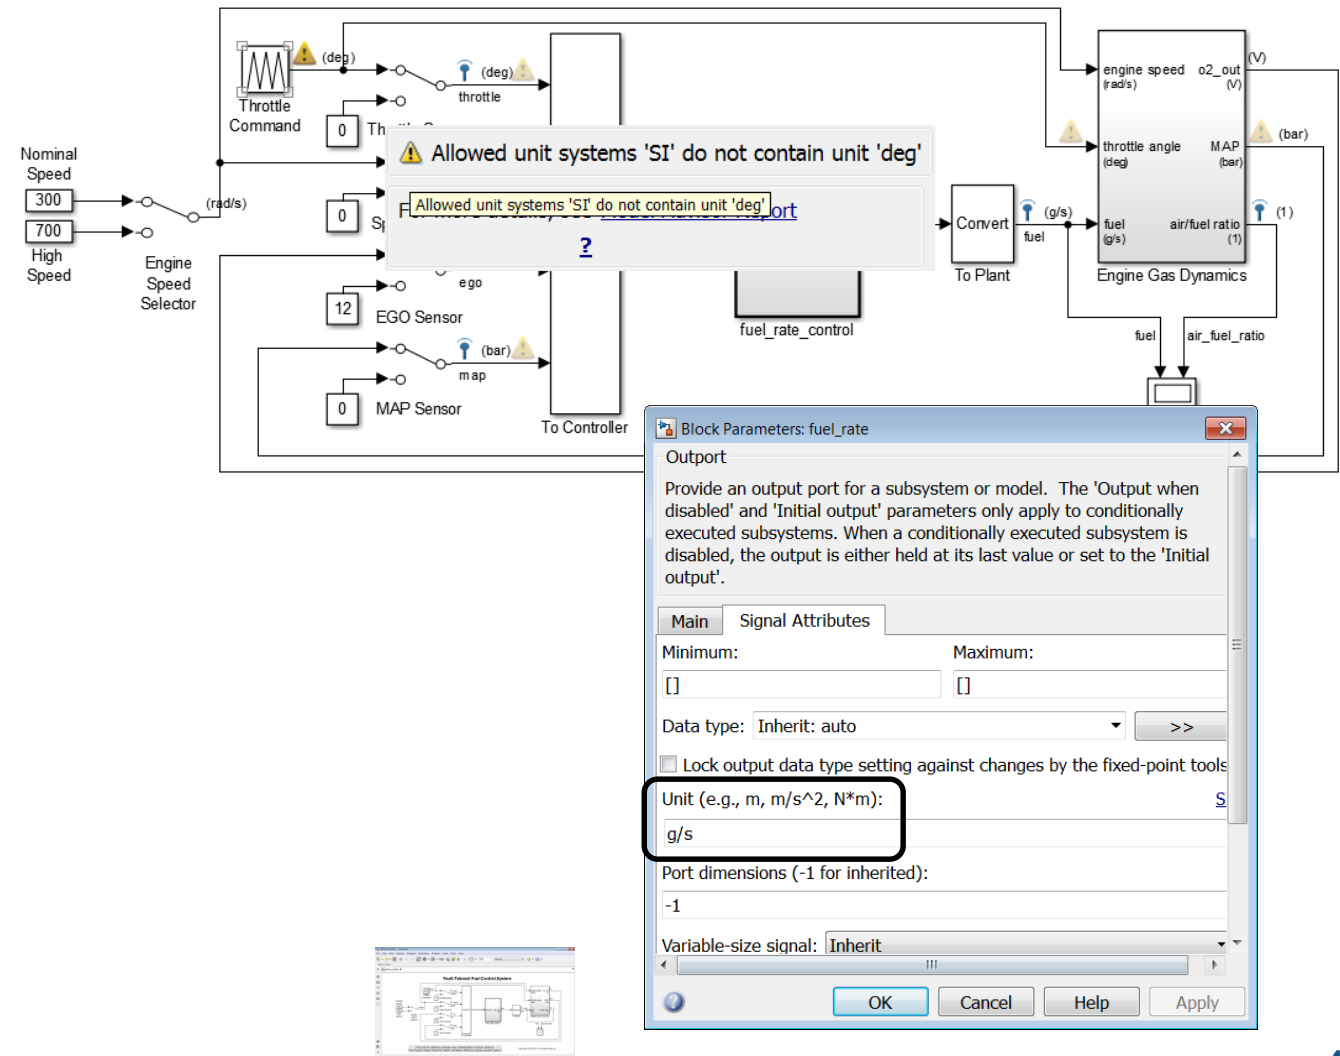 (deg)
(deg)
throttle
Throttle
Command
0
Nominal
Speed
300
700
High
Speed
(rad/s)
Engine
Speed
Selector
Allowed unit systems 'SI' do not contain unit 'deg'
Allowed unit systems 'SI' do not contain unit 'deg'
?
0
ego
12
EGO Sensor
(bar)
map
0
MAP Sensor
To Controller
fuel_rate_control
Convert
To Plant
(g/s)
fuel
engine speed
(rad/s)
o2_out
(V)
(V)
throttle angle
(deg)
MAP
(bar)
(bar)
fuel
(g/s)
air/fuel ratio
(1)
(1)
Engine Gas Dynamics
fuel
air_fuel_ratio
Block Parameters: fuel_rate
Outport
Provide an output port for a subsystem or model. The 'Output when
disabled' and 'Initial output' parameters only apply to conditionally
executed subsystems. When a conditionally executed subsystem is
disabled, the output is either held at its last value or set to the 'Initial
output'.
Main
Signal Attributes
Minimum:
Maximum:
[]
[]
Data type:
Inherit: auto
>>
Lock output data type setting against changes by the fixed-point tools
Unit (e.g., m, m/s^2, N*m):
S
g/s
Port dimensions (-1 for inherited):
-1
Variable-size signal:
Inherit
OK
Cancel
Help
Apply
Fault-Tolerant Fuel Control System